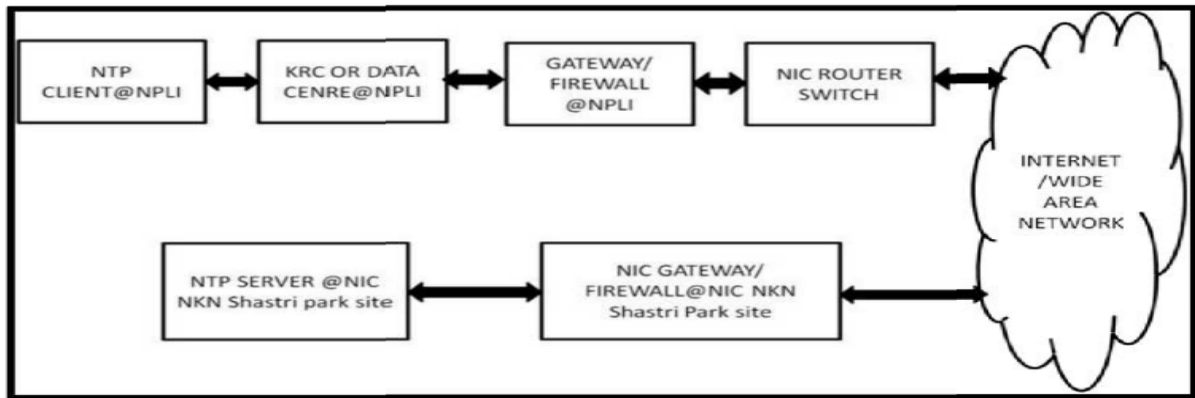 NTP
CLIENT@NPLI
KRC OR DATA
CENRE@NPLI
GATEWAY/
FIREWALL
@NPLI
NIC ROUTER
SWITCH
INTERNET
/WIDE
AREA
NETWORK
NTP SERVER @NIC
NKN Shastri park site
NIC GATEWAY/
FIREWALL@NIC NKN
Shastri Park site